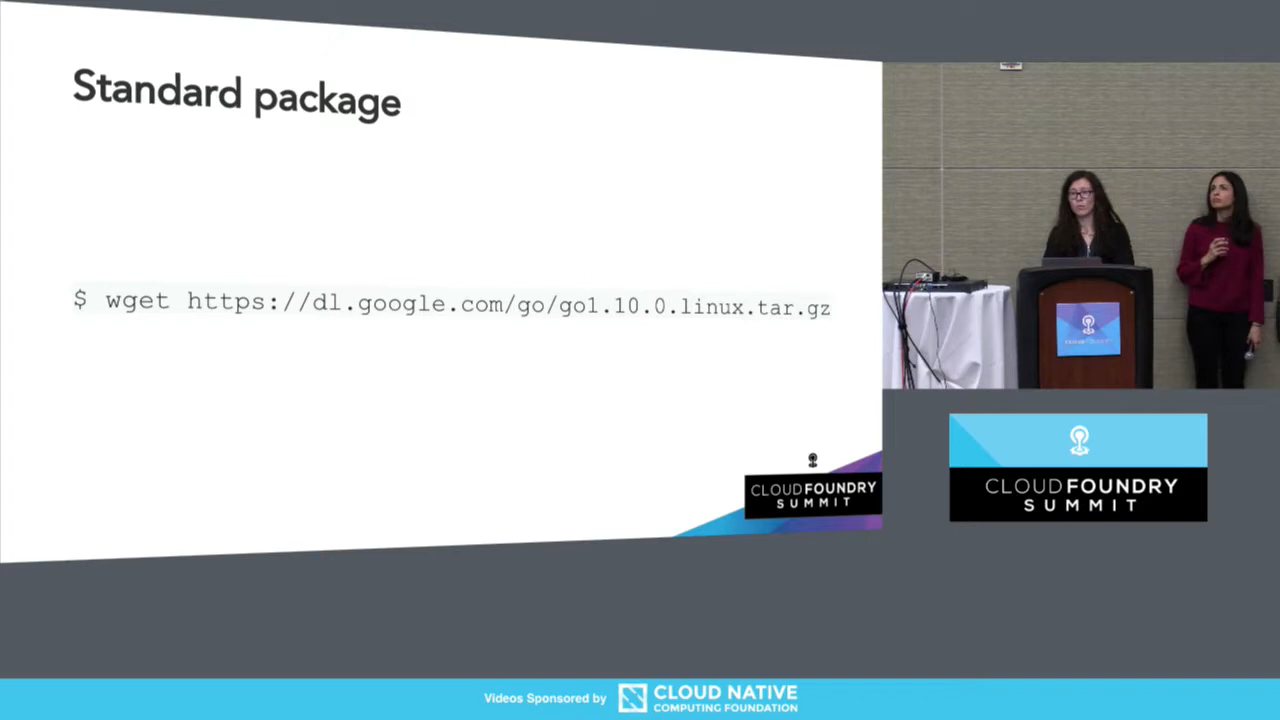 Standard package
$ wget https://dl.google.com/go/go1.10.0.linux.tar.gz
CLOUDFOUNDRY
SUMMIT
CLOUDFOUNDRY
SUMMIT
Videos Sponsored by
CLOUD NATIVE
COMPUTING FOUNDATION